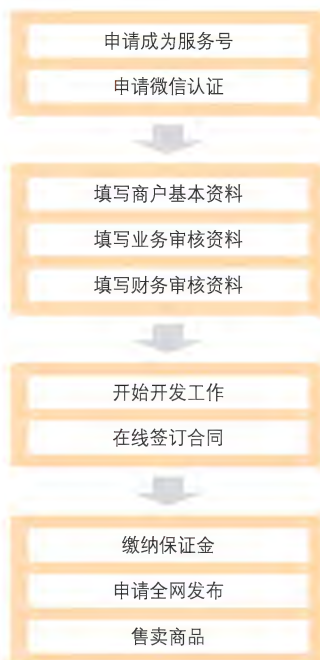 申请成为服务号
申请微信认证
填写商户基本资料
填写业务审核资料
填写财务审核资料
开始开发工作
在线签订合同
缴纳保证金
申请全网发布
售卖商品